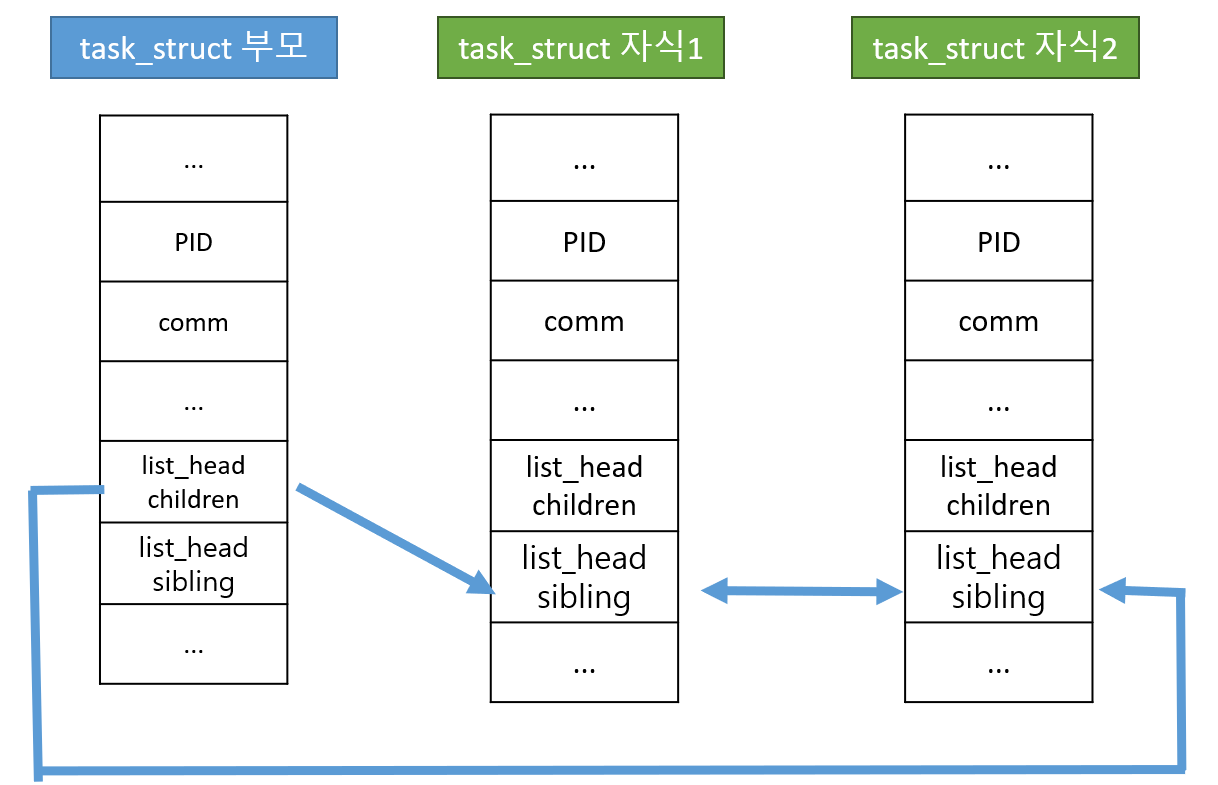 task_struct 부모
task_struct 자식1
task_struct 자식2
...
PID
comm
...
list_head
children
list_head
sibling
...
...
PID
comm
...
list_head
children
list_head
sibling
...
...
PID
comm
...
list_head
children
list_head
sibling
...